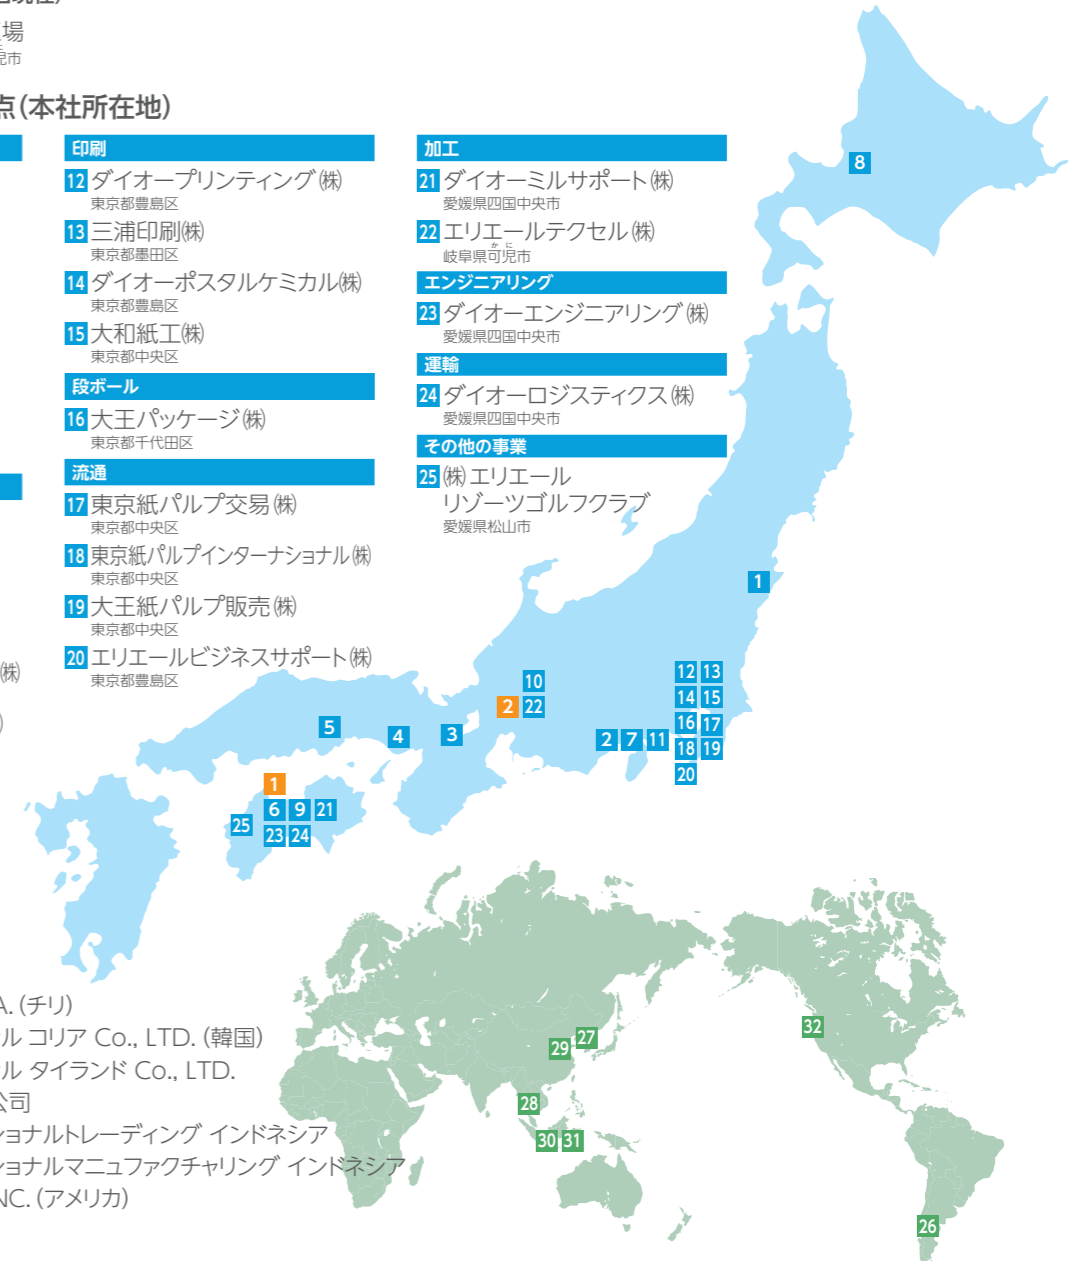 場
児市
点(本社所在地)
印刷
12 ダイオープリンティング㈱
東京都豊島区
13 三浦印刷㈱
東京都墨田区
14 ダイオーポスタルケミカル㈱
東京都豊島区
15 大和紙工㈱
東京都中央区
段ボール
16 大王パッケージ㈱
東京都千代田区
流通
17 東京紙パルプ交易㈱
東京都中央区
18 東京紙パルプインターナショナル㈱
東京都中央区
19 大王紙パルプ販売㈱
東京都中央区
20 エリエールビジネスサポート㈱
東京都豊島区
加工
21 ダイオーミルサポート㈱
愛媛県四国中央市
22 エリエールテクセル㈱
かに
岐阜県可児市
エンジニアリング
23 ダイオーエンジニアリング㈱
愛媛県四国中央市
運輸
24 ダイオーロジスティクス㈱
愛媛県四国中央市
その他の事業
25 ㈱エリエール
リゾーツゴルフクラブ
愛媛県松山市
㈱
)
8
1
10
2 22
12 13
14 15
16 17
18 19
20
2 7 11
5 4 3
1
6 9 21
25
23 24
A. (チリ)
ル コリア Co., LTD. (韓国)
ル タイランド Co., LTD.
公司
ショナルトレーディング インドネシア
ショナルマニュファクチャリング インドネシア
NC. (アメリカ)
27
29
28
30 31
32
26